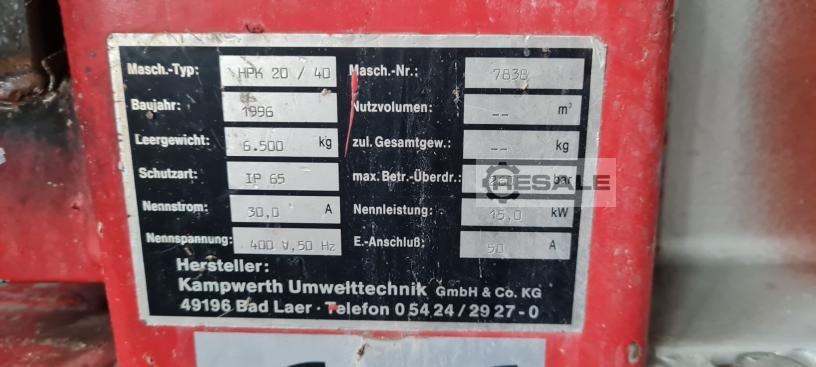 Masch.-Typ: HPK 20 / 40 Masch.-Nr.: 7838
Baujahr: 1996 Nutzvolumen: -- m³
Leergewicht: 6.500 kg zul. Gesamtgew.: -- kg
Schutzart: IP 65 max. Betr.-Überdr.: bar
RESALE
Nennstrom: 30,0 A Nennleistung: 15,0 kW
Nennspannung: 400 V,50 Hz E.-Anschluß: 50 A
Hersteller:
Kampwerth Umwelttechnik GmbH & Co. KG
49196 Bad Laer · Telefon 0 54 24 / 29 27 - 0